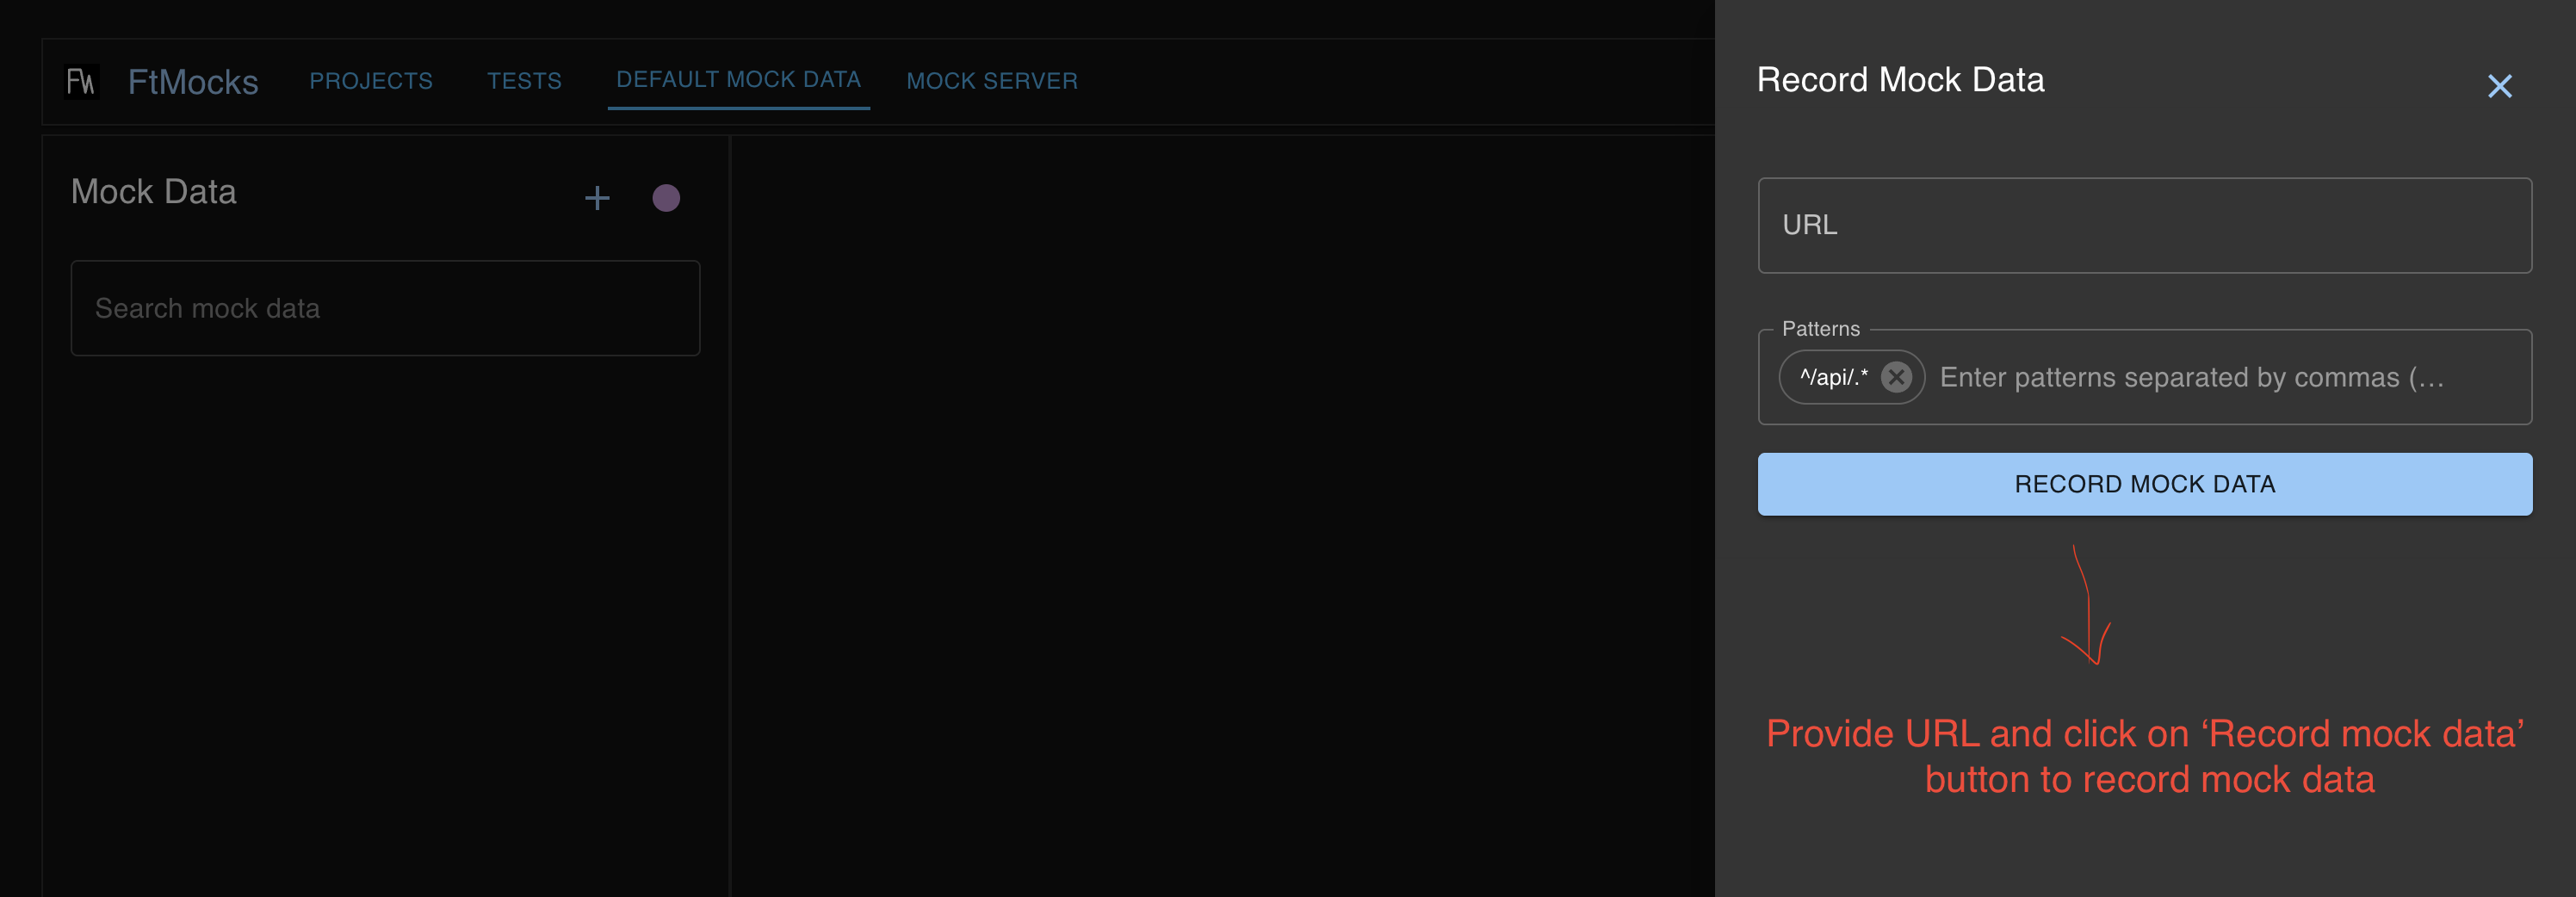 FtMocks
PROJECTS
TESTS
DEFAULT MOCK DATA
MOCK SERVER
Mock Data
Search mock data
Record Mock Data
URL
Patterns
^/api/.*
Enter patterns separated by commas (...
RECORD MOCK DATA
Provide URL and click on ‘Record mock data’
button to record mock data